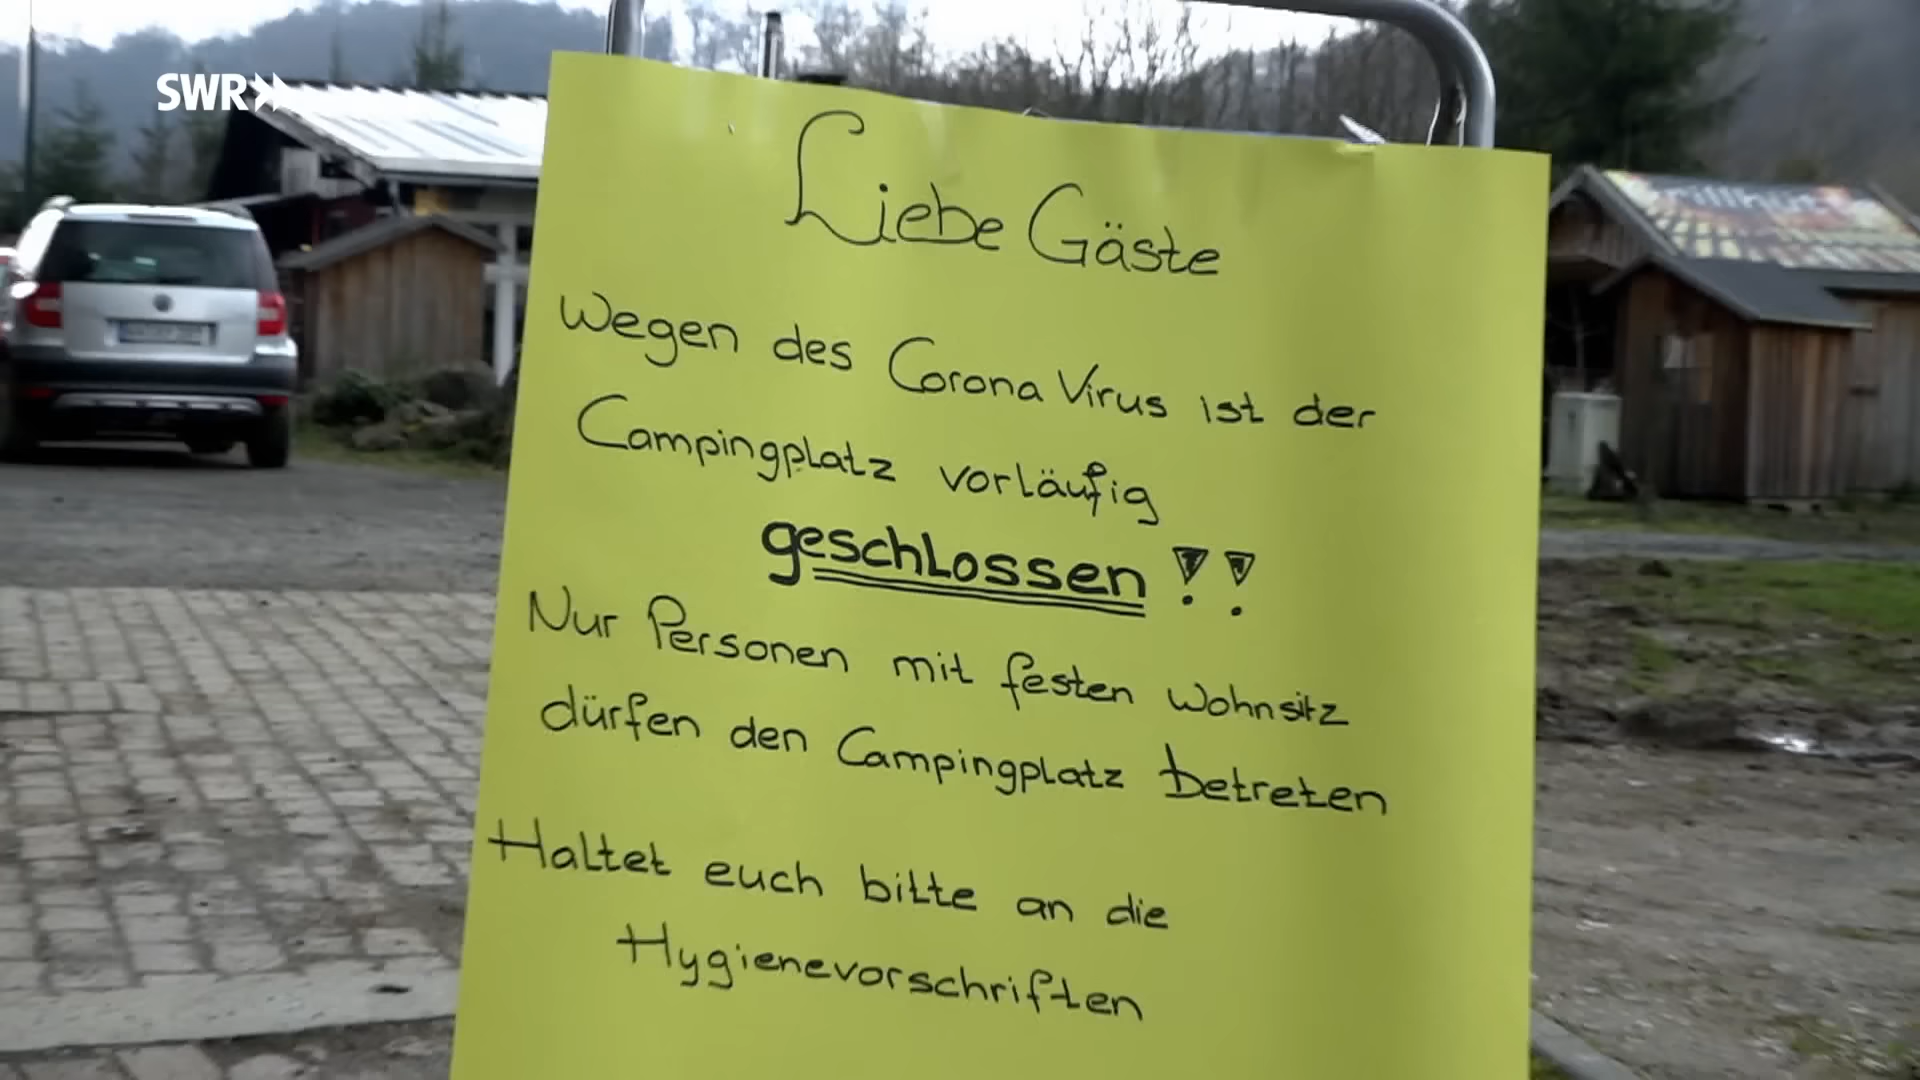 SWR»
Liebe Gäste
Wegen des Corona Virus ist der
Campingplatz vorläufig
geschlossen !!
Nur Personen mit festen Wohnsitz
dürfen den Campingplatz betreten
Haltet euch bitte an die
Hygienevorschriften